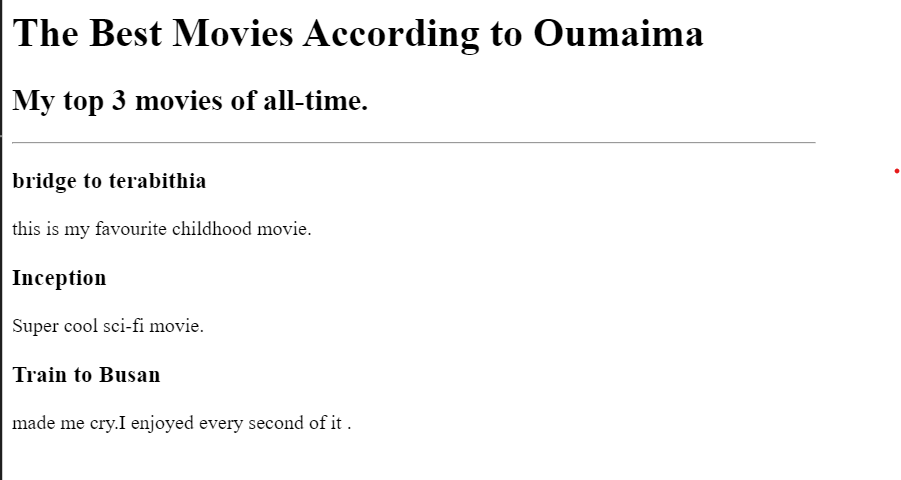 The Best Movies According to Oumaima
My top 3 movies of all-time.
bridge to terabithia
this is my favourite childhood movie.
Inception
Super cool sci-fi movie.
Train to Busan
made me cry.I enjoyed every second of it .